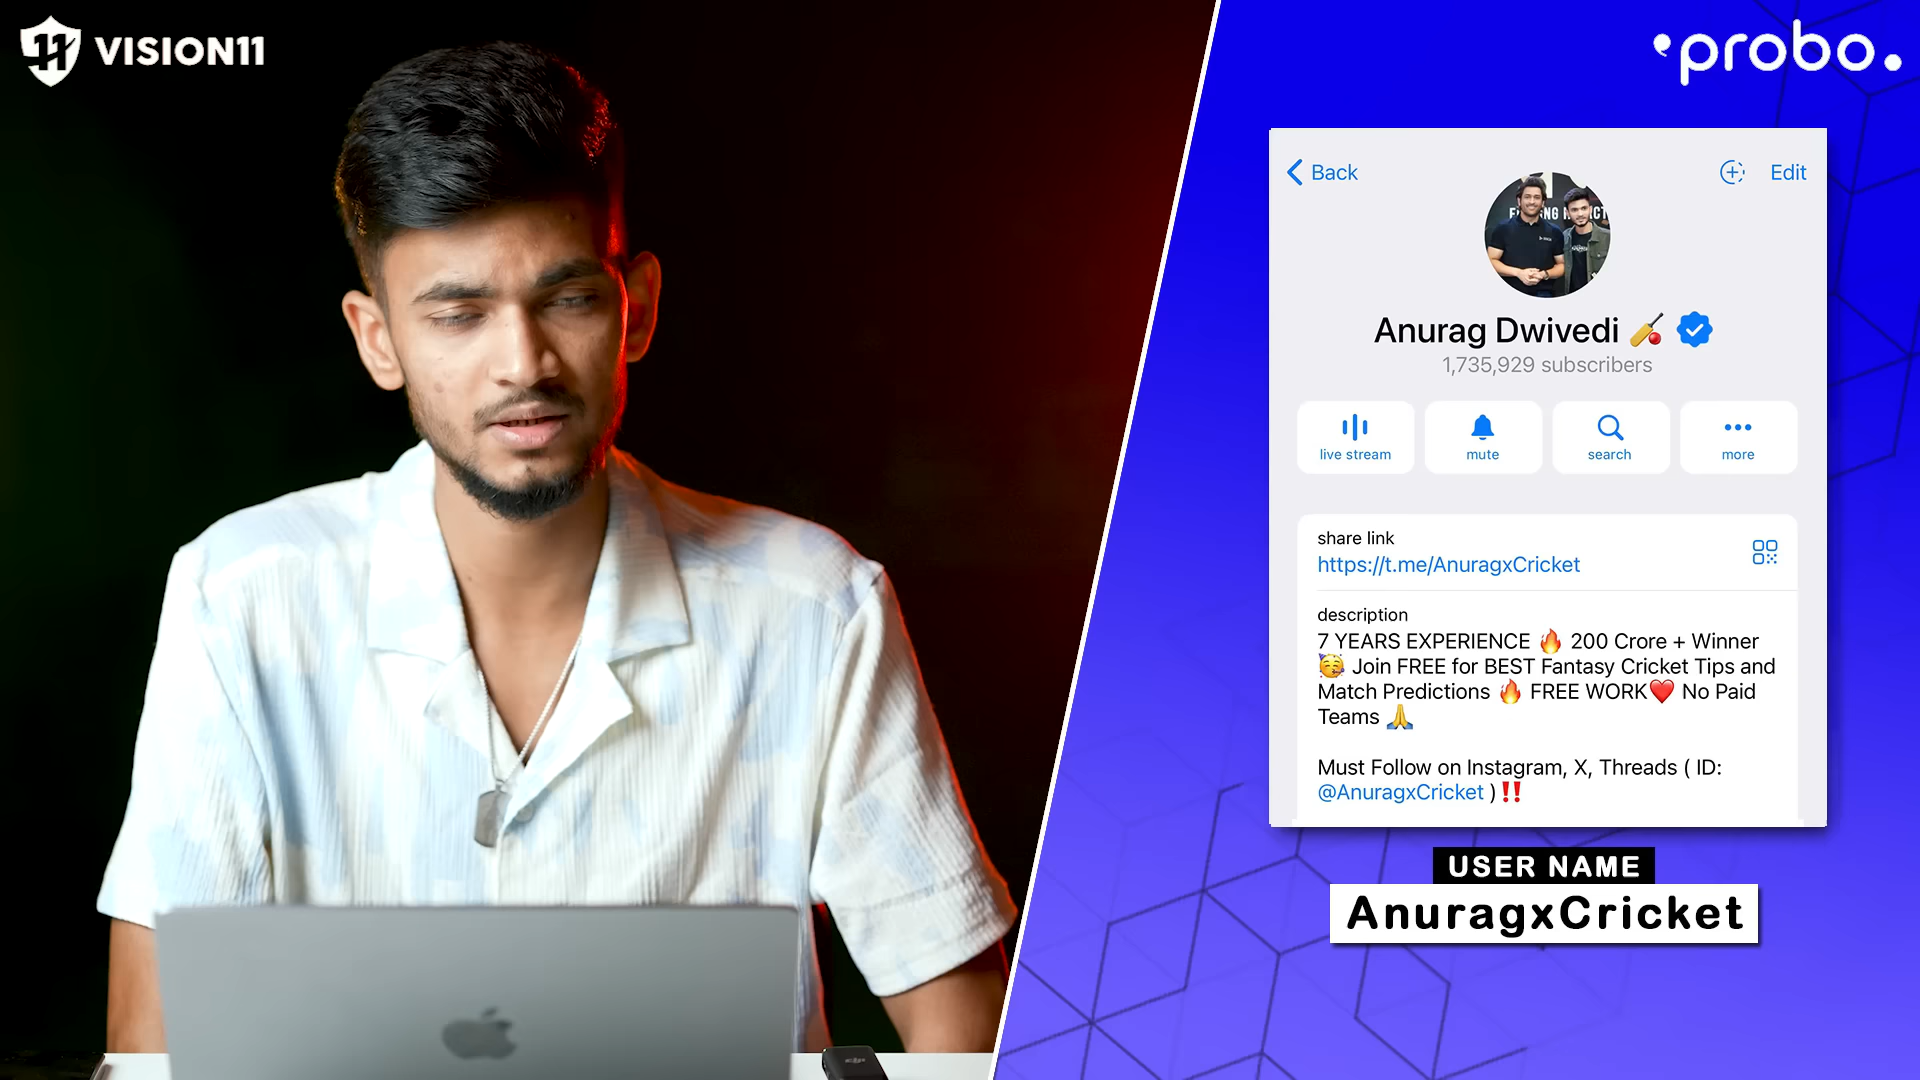 VISION11
probo.
Back
Edit
Anurag Dwivedi 🏏
1,735,929 subscribers
live stream
mute
search
more
share link
https://t.me/AnuragxCricket
description
7 YEARS EXPERIENCE 🔥 200 Crore + Winner
🥳 Join FREE for BEST Fantasy Cricket Tips and
Match Predictions 🔥 FREE WORK❤️ No Paid
Teams 🙏
Must Follow on Instagram, X, Threads ( ID:
@AnuragxCricket ) ‼️
USER NAME
AnuragxCricket